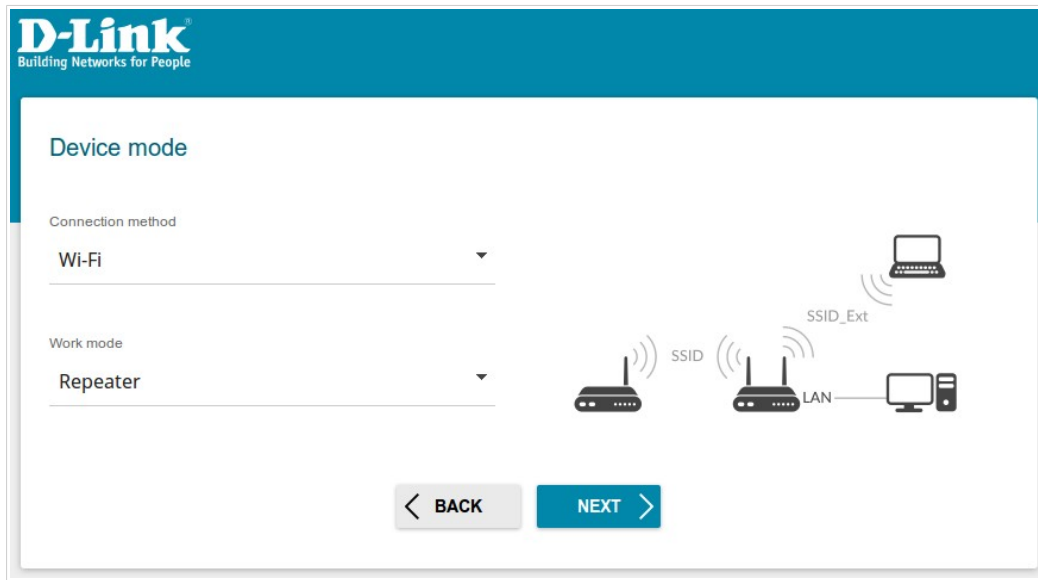 D-Link®
Building Networks for People
Device mode
Connection method
Wi-Fi
Work mode
Repeater
SSID_Ext
SSID
LAN
BACK
NEXT